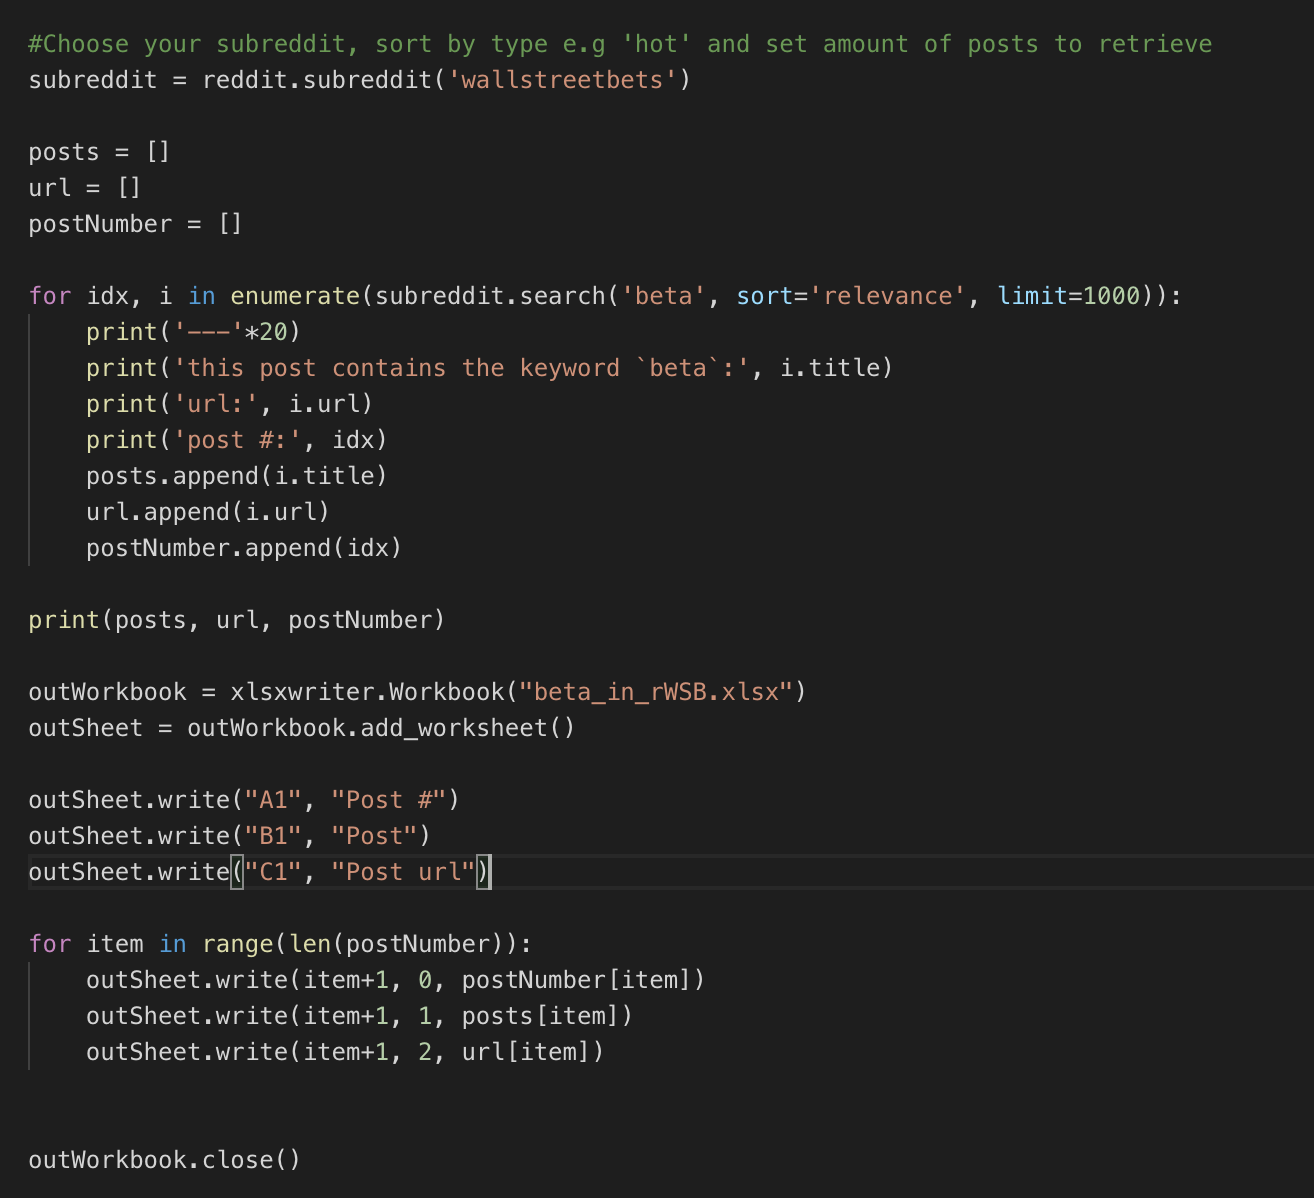 #Choose your subreddit, sort by type e.g 'hot' and set amount of posts to retrieve
subreddit = reddit.subreddit('wallstreetbets')
posts = []
url = []
postNumber = []
for idx, i in enumerate(subreddit.search('beta', sort='relevance', limit=1000)):
    print('---'*20)
    print('this post contains the keyword `beta`:', i.title)
    print('url:', i.url)
    print('post #:', idx)
    posts.append(i.title)
    url.append(i.url)
    postNumber.append(idx)
print(posts, url, postNumber)
outWorkbook = xlsxwriter.Workbook("beta_in_rWSB.xlsx")
outSheet = outWorkbook.add_worksheet()
outSheet.write("A1", "Post #")
outSheet.write("B1", "Post")
outSheet.write("C1", "Post url")
for item in range(len(postNumber)):
    outSheet.write(item+1, 0, postNumber[item])
    outSheet.write(item+1, 1, posts[item])
    outSheet.write(item+1, 2, url[item])
outWorkbook.close()